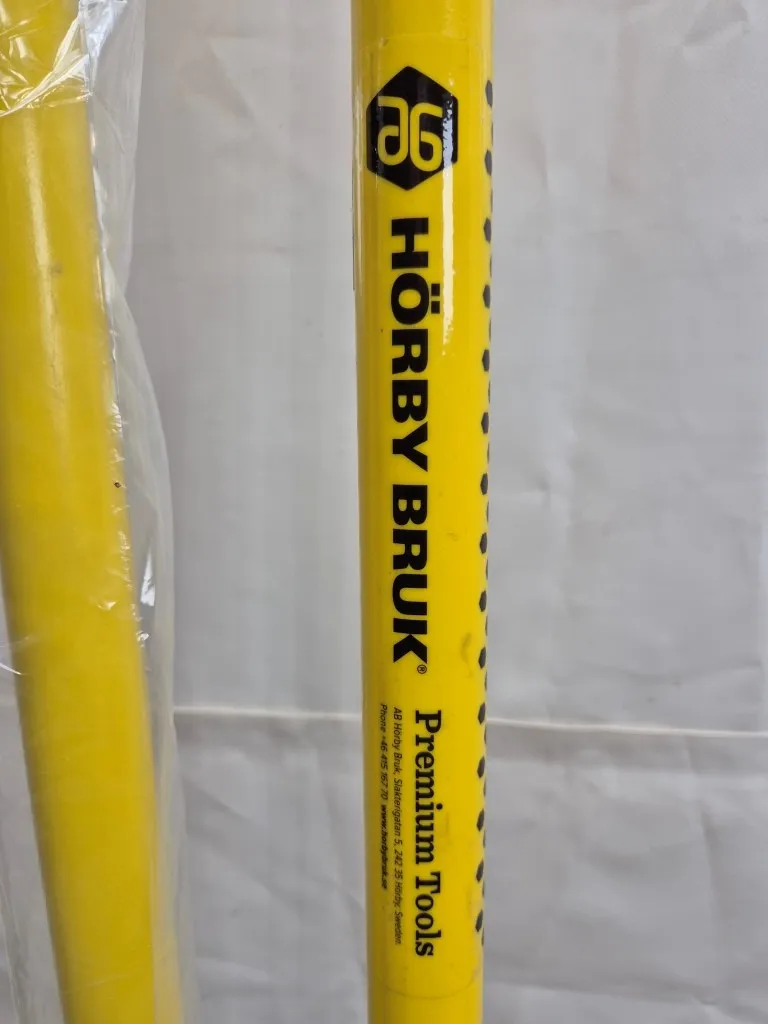 HÖRBY BRUK®
Premium Tools
AB Hörby Bruk, Slakterigatan 5, 242 35 Hörby, Sweden
Phone +46 415 167 70 www.horbybruk.se